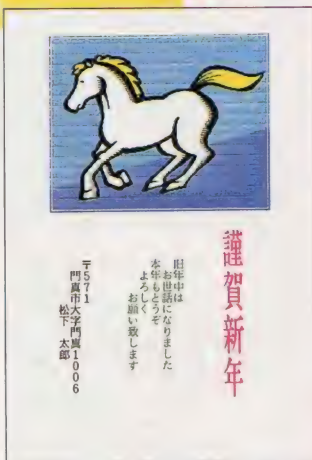 謹賀新年
旧年中は
お世話になりました
本年もどうぞ
よろしく
お願い致します
〒571
門真市大字門真1006
松下 太郎